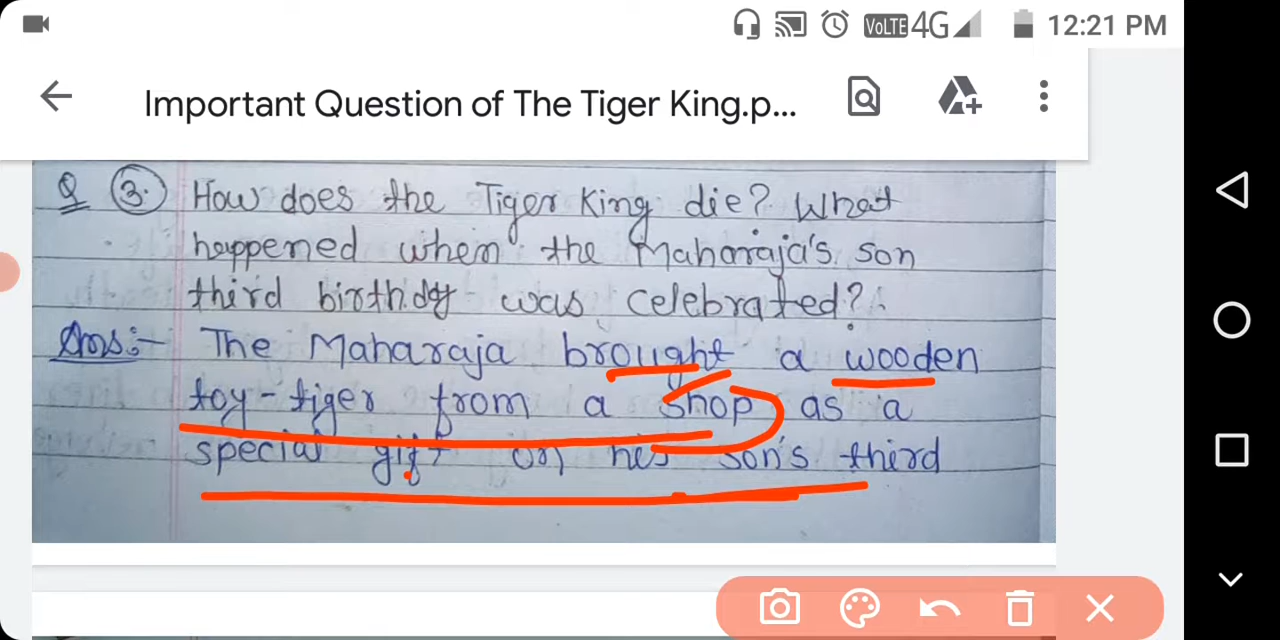 VoLTE 4G 12:21 PM
Important Question of The Tiger King.p...
Q 3. How does the Tiger King die? What
happened when the Maharaja's son
third birthday was celebrated?
Ans:- The Maharaja brought a wooden
toy-tiger from a shop as a
special gift on his son's third